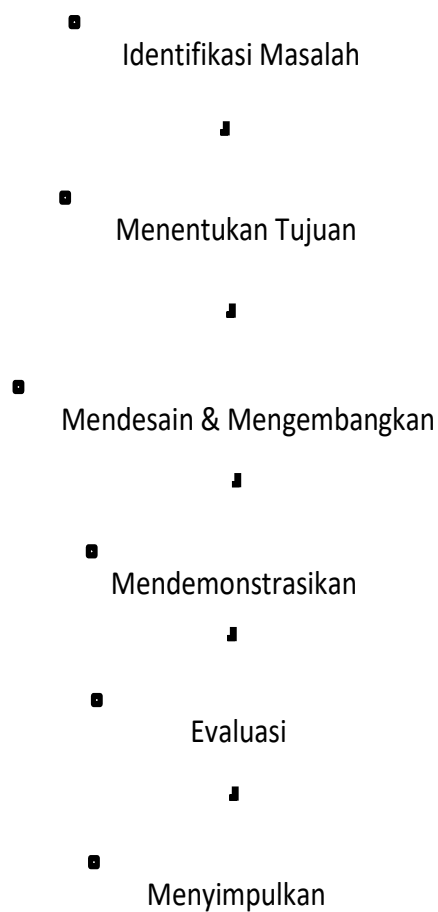 Identifikasi Masalah
Menentukan Tujuan
Mendesain & Mengembangkan
Mendemonstrasikan
Evaluasi
Menyimpulkan